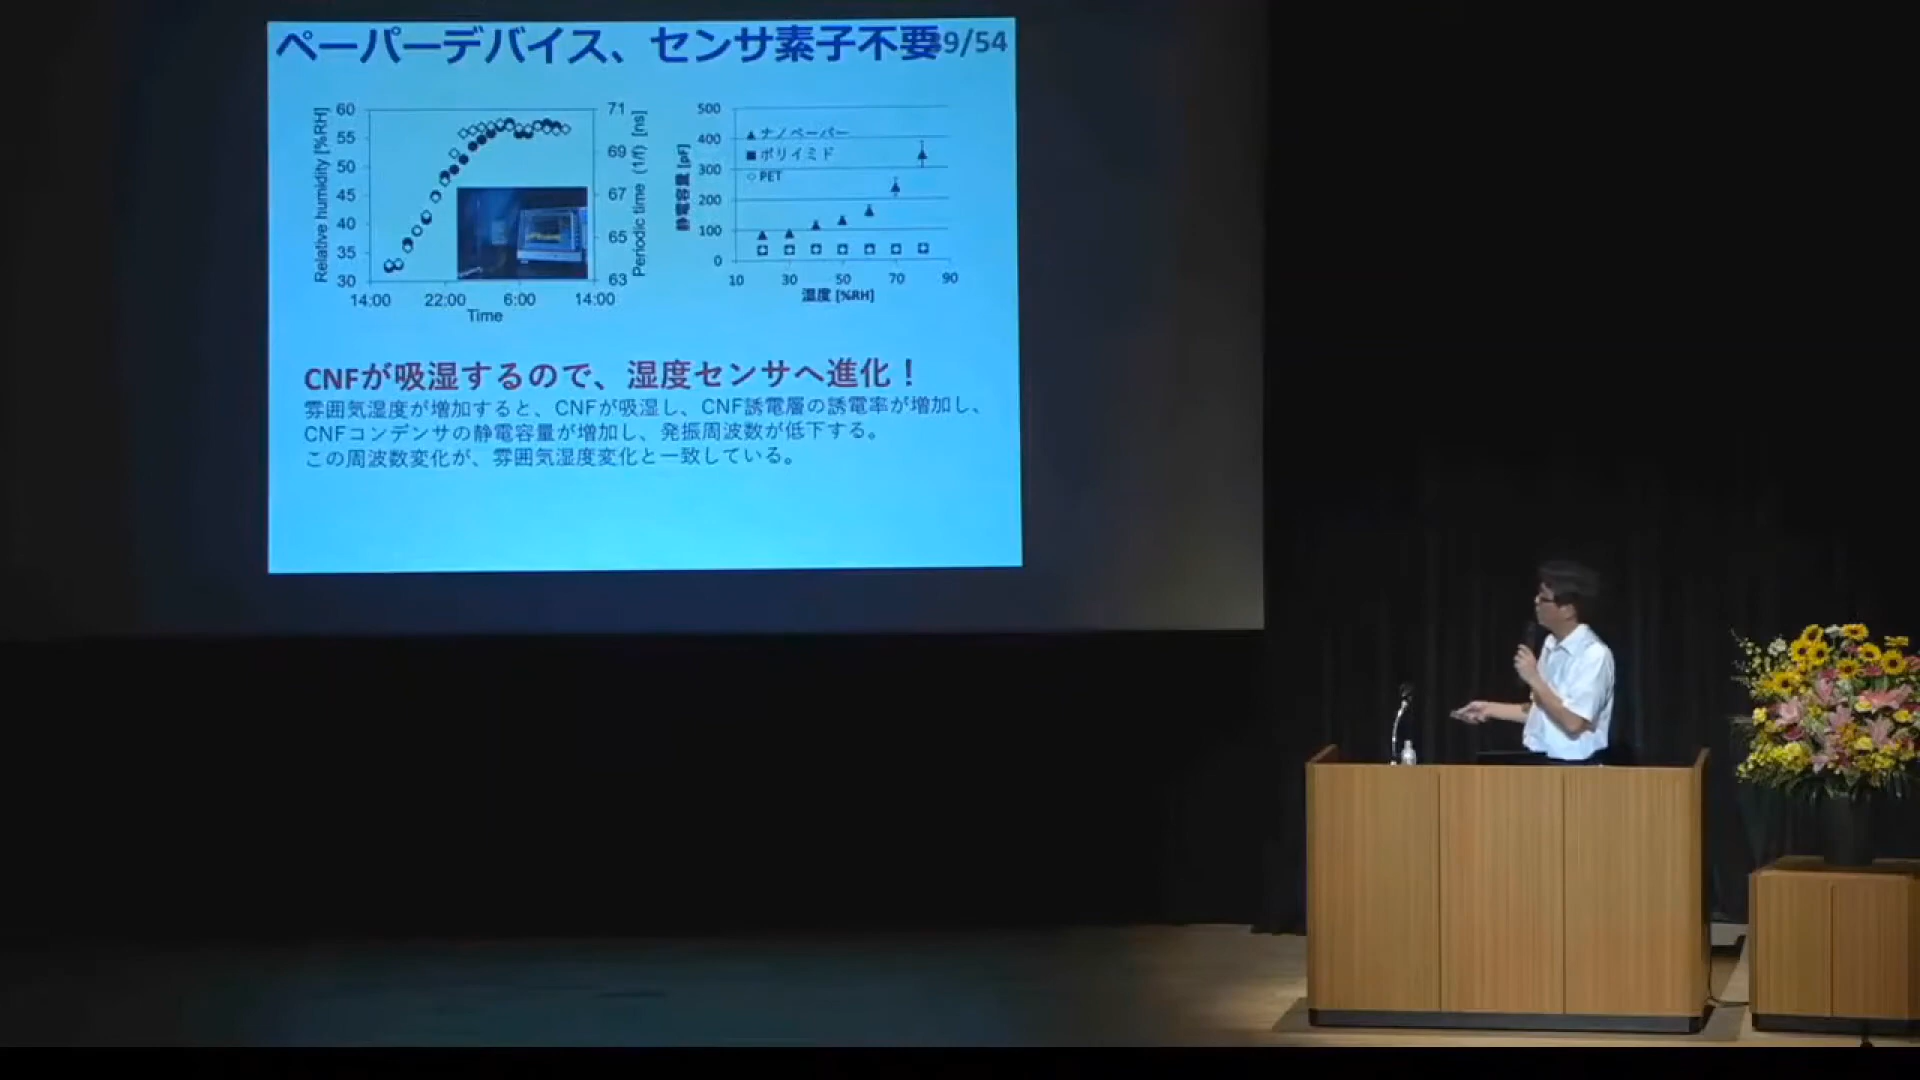 ペーパーデバイス、センサ素子不要
39/54
Relative humidity [%RH]
60
55
50
45
40
35
30
71
69
67
65
63
Periodic time (1/f) [ns]
14:00 22:00 6:00 14:00
Time
静電容量 [pF]
500
400
300
200
100
0
▲ ナノペーパー
■ ポリイミド
◇ PET
10 30 50 70 90
湿度 [%RH]
CNFが吸湿するので、湿度センサへ進化！
雰囲気湿度が増加すると、CNFが吸湿し、CNF誘電層の誘電率が増加し、
CNFコンデンサの静電容量が増加し、発振周波数が低下する。
この周波数変化が、雰囲気湿度変化と一致している。